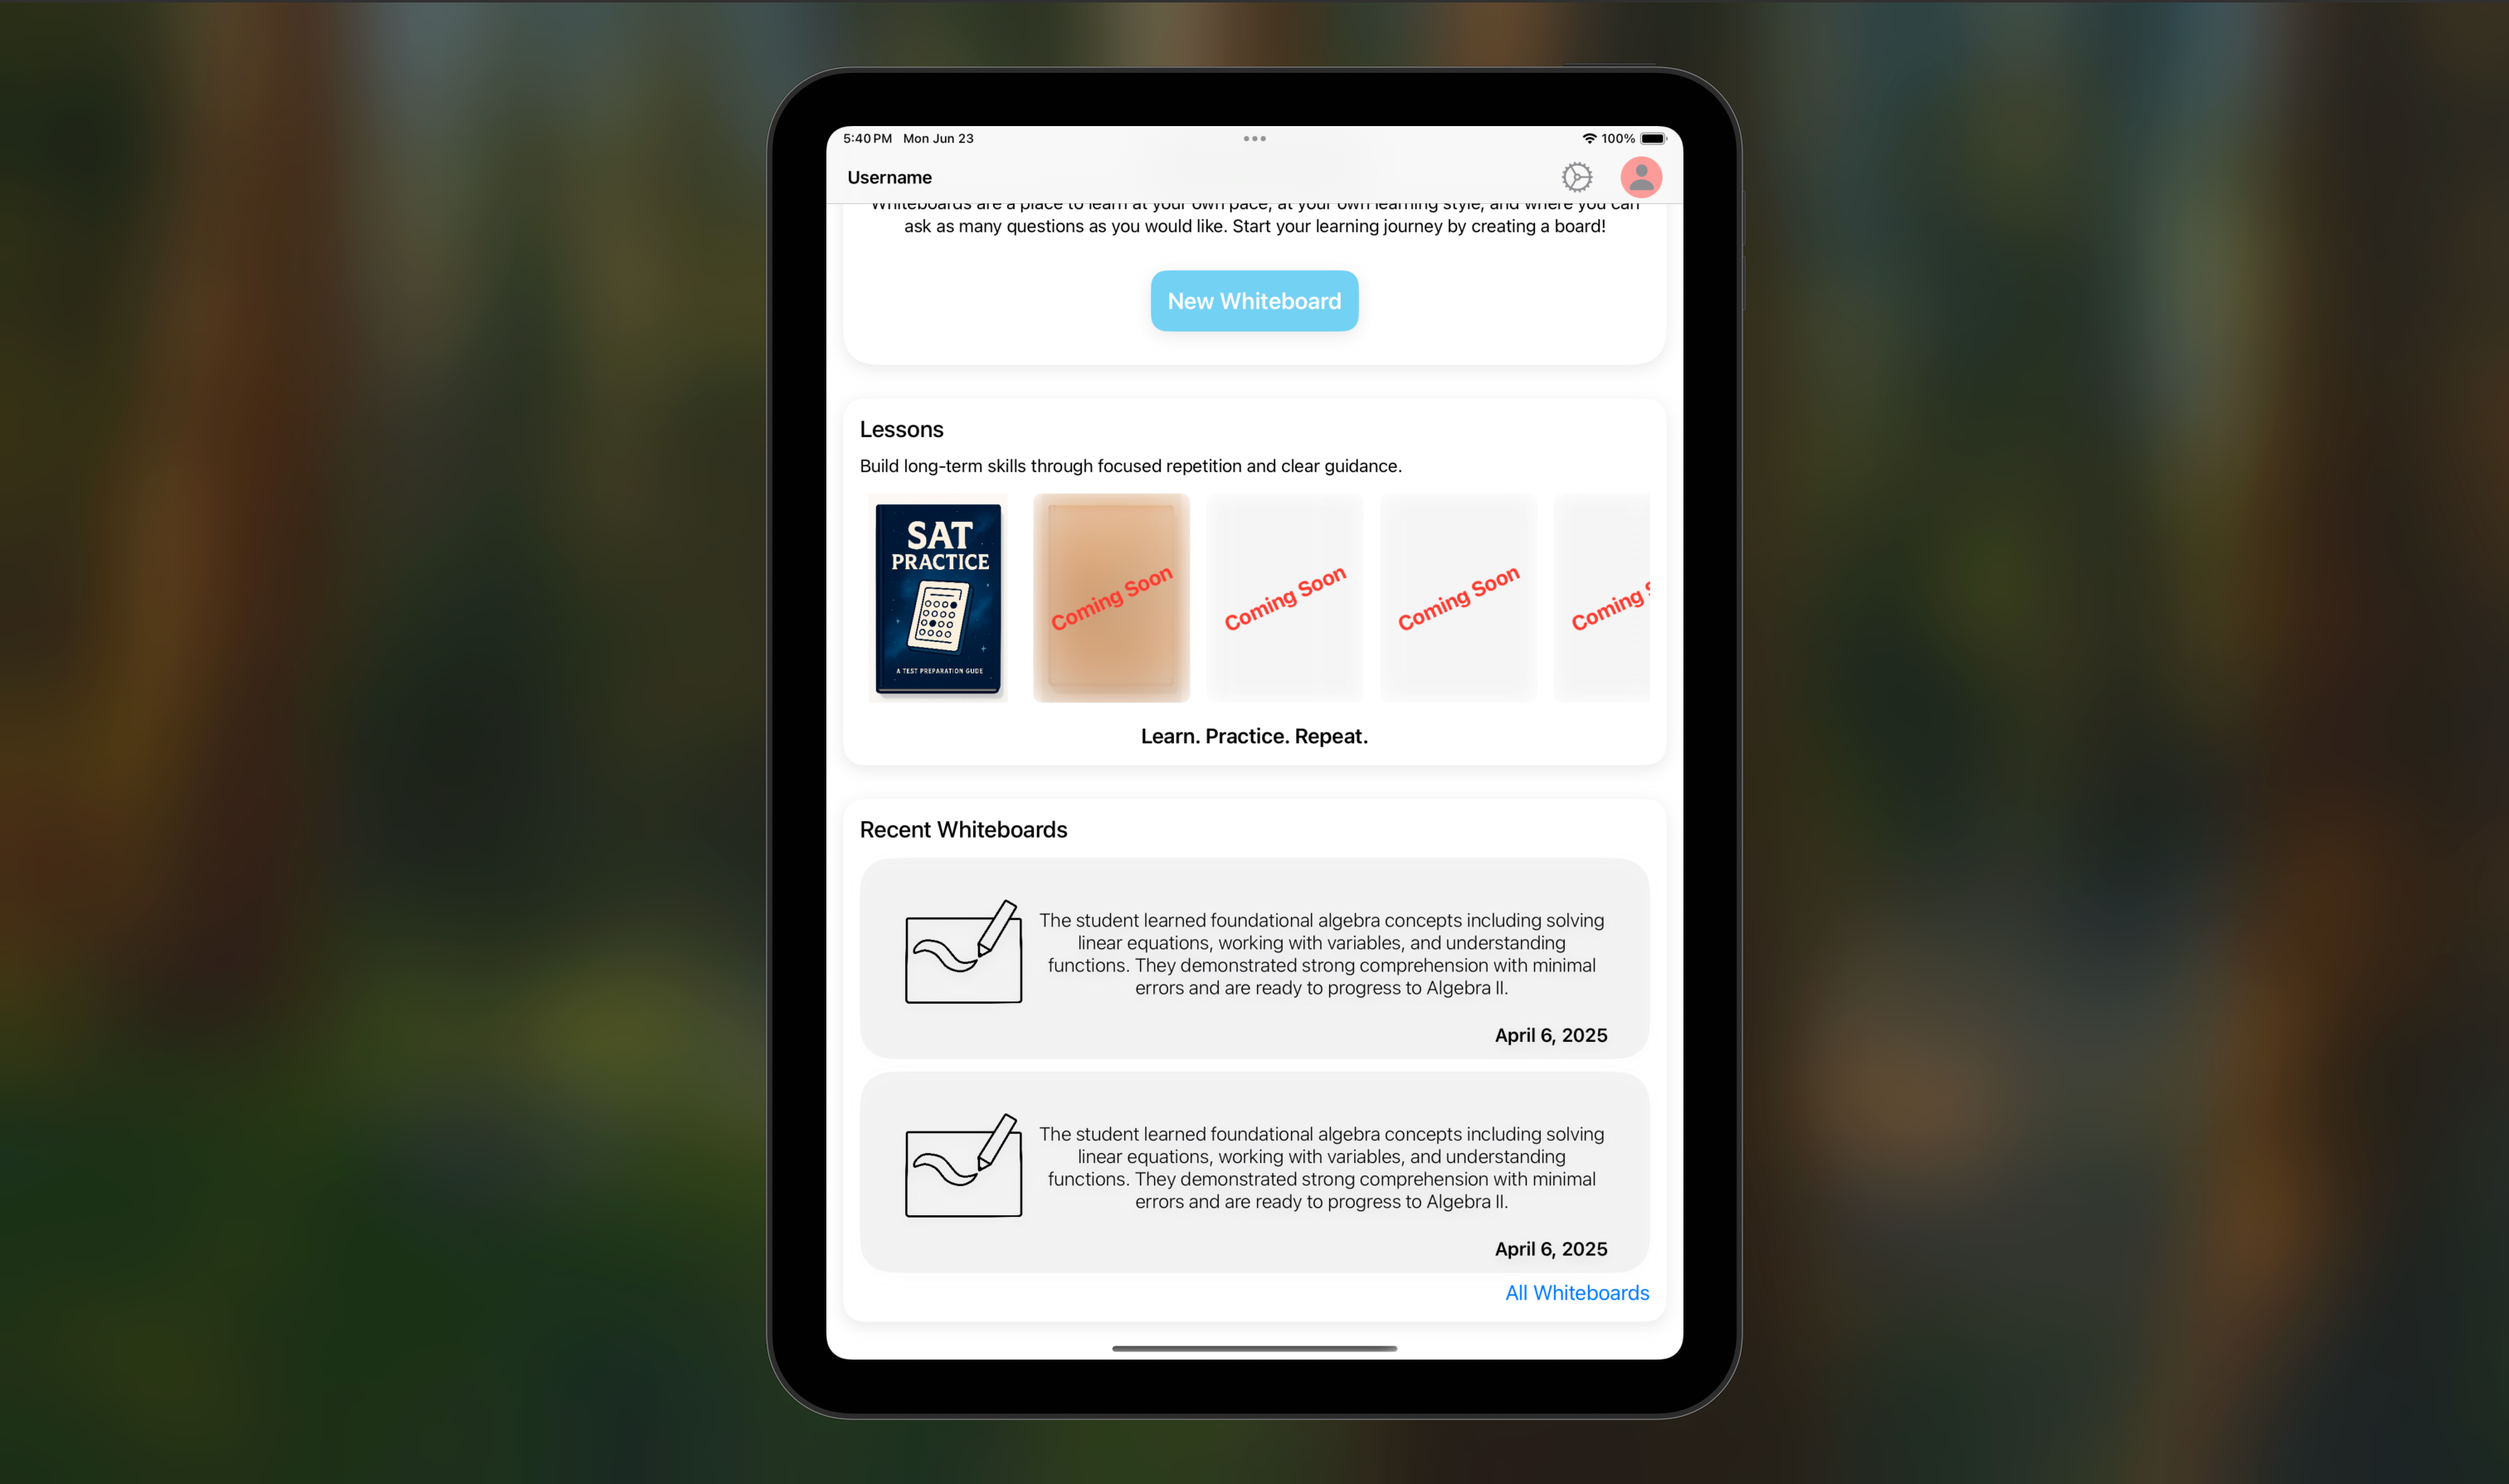 5:40 PM Mon Jun 23
100%
Username
Whiteboards are a place to learn at your own pace, at your own learning style, and where you can
ask as many questions as you would like. Start your learning journey by creating a board!
New Whiteboard
Lessons
Build long-term skills through focused repetition and clear guidance.
SAT
PRACTICE
A TEST PREPARATION GUDE
Coming Soon
Coming Soon
Coming Soon
Coming S
Learn. Practice. Repeat.
Recent Whiteboards
The student learned foundational algebra concepts including solving
linear equations, working with variables, and understanding
functions. They demonstrated strong comprehension with minimal
errors and are ready to progress to Algebra II.
April 6, 2025
The student learned foundational algebra concepts including solving
linear equations, working with variables, and understanding
functions. They demonstrated strong comprehension with minimal
errors and are ready to progress to Algebra II.
April 6, 2025
All Whiteboards